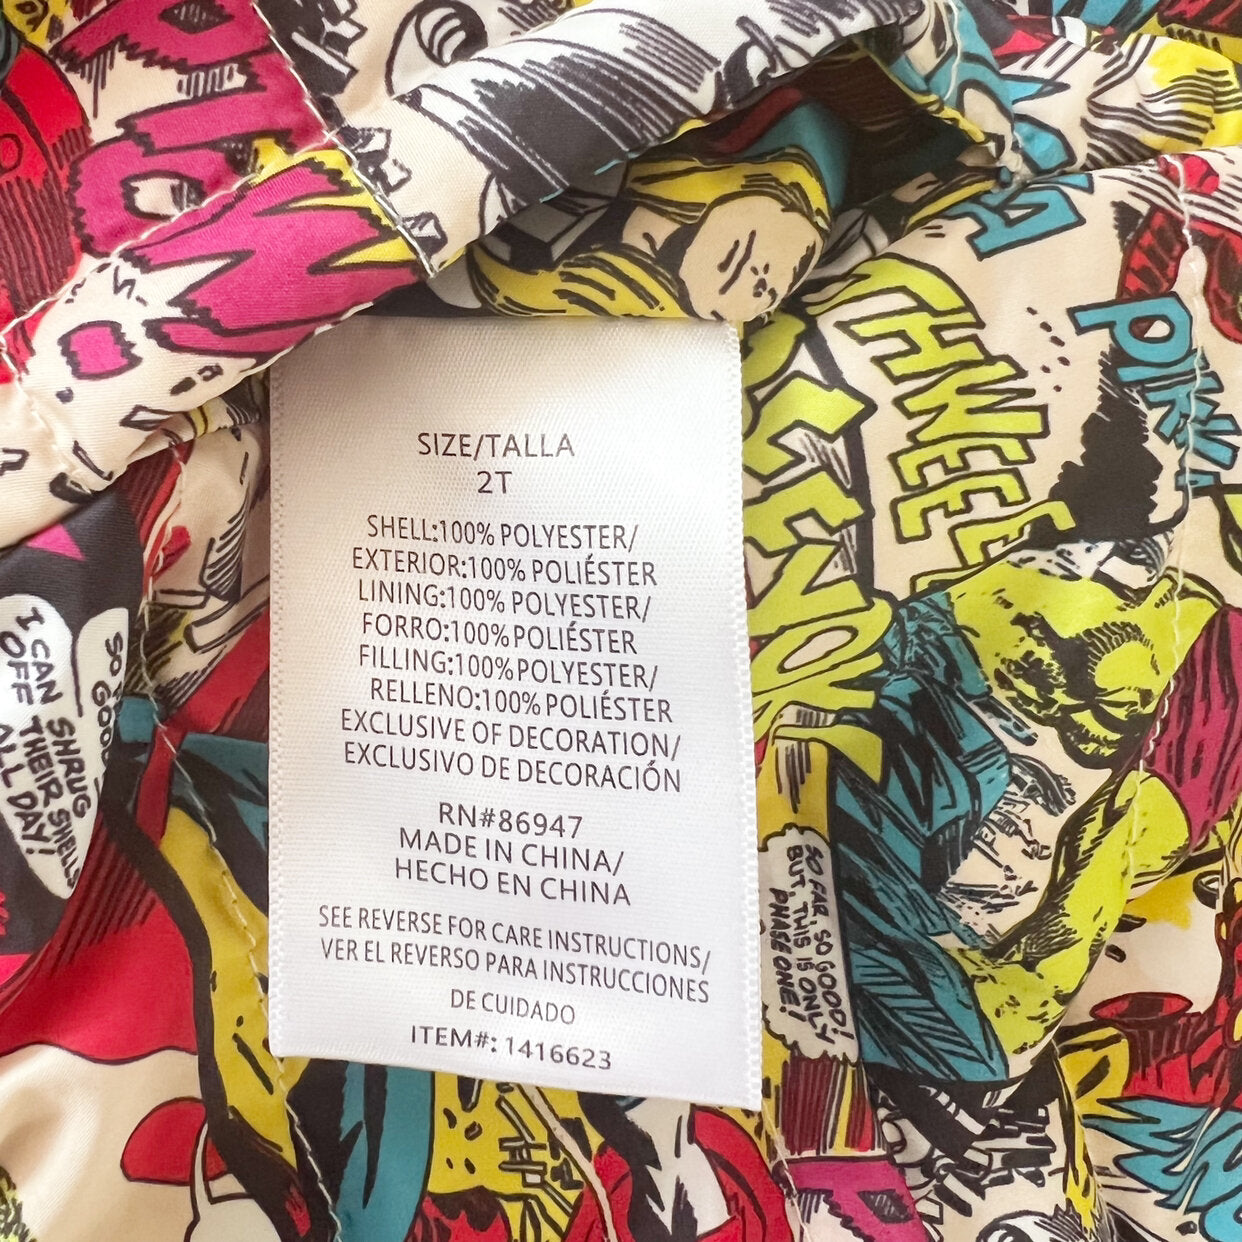 SIZE/TALLA
2T
SHELL:100% POLYESTER/
EXTERIOR:100% POLIÉSTER
LINING:100% POLYESTER/
FORRO:100% POLIÉSTER
FILLING:100% POLYESTER/
RELLENO:100% POLIÉSTER
EXCLUSIVE OF DECORATION/
EXCLUSIVO DE DECORACIÓN
RN#86947
MADE IN CHINA/
HECHO EN CHINA
SEE REVERSE FOR CARE INSTRUCTIONS/
VER EL REVERSO PARA INSTRUCCIONES
DE CUIDADO
ITEM#: 1416623
I CAN
SHRUG
OFF THEIR SHELLS
ALL DAY!
SO
GOOD
SO FAR, SO GOOD!
BUT, THIS IS ONLY
PHASE ONE!
THWEEE